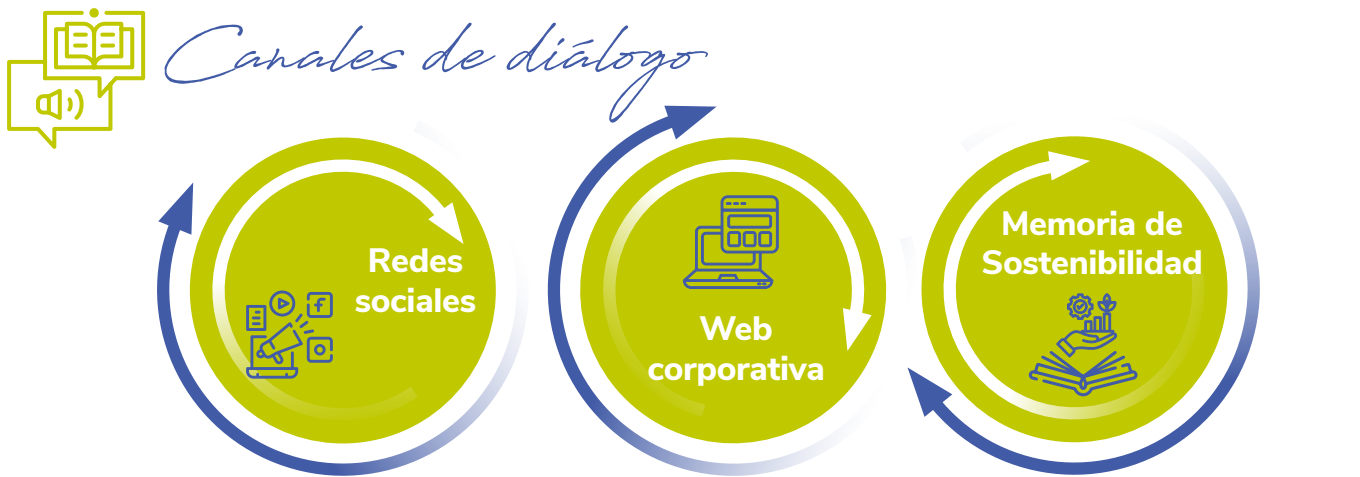 Canales de diálogo
Redes
sociales
Web
corporativa
Memoria de
Sostenibilidad